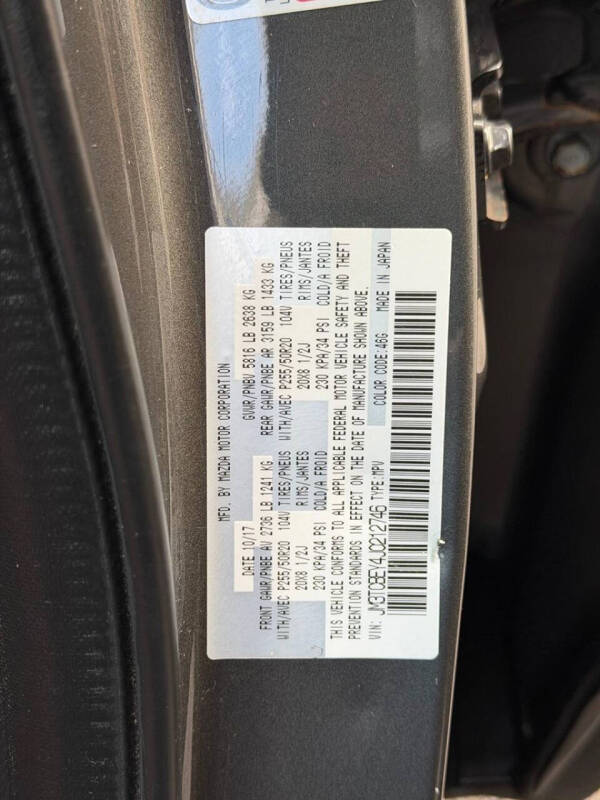 MFD. BY MAZDA MOTOR CORPORATION
DATE 10/17 GVWR/PNBV 5816 LB 2638 KG
FRONT GAWR/PNBE AV 2736 LB 1241 KG REAR GAWR/PNBE AR 3159 LB 1433 KG
WITH/AVEC P255/50R20 104V TIRES/PNEUS WITH/AVEC P255/50R20 104V TIRES/PNEUS
20X8 1/2J RIMS/JANTES 20X8 1/2J RIMS/JANTES
230 KPA/34 PSI COLD/A FROID 230 KPA/34 PSI COLD/A FROID
THIS VEHICLE CONFORMS TO ALL APPLICABLE FEDERAL MOTOR VEHICLE SAFETY AND THEFT
PREVENTION STANDARDS IN EFFECT ON THE DATE OF MANUFACTURE SHOWN ABOVE.
VIN: JM3TCBEY4J0212746 TYPE:MPV COLOR CODE:46G MADE IN JAPAN